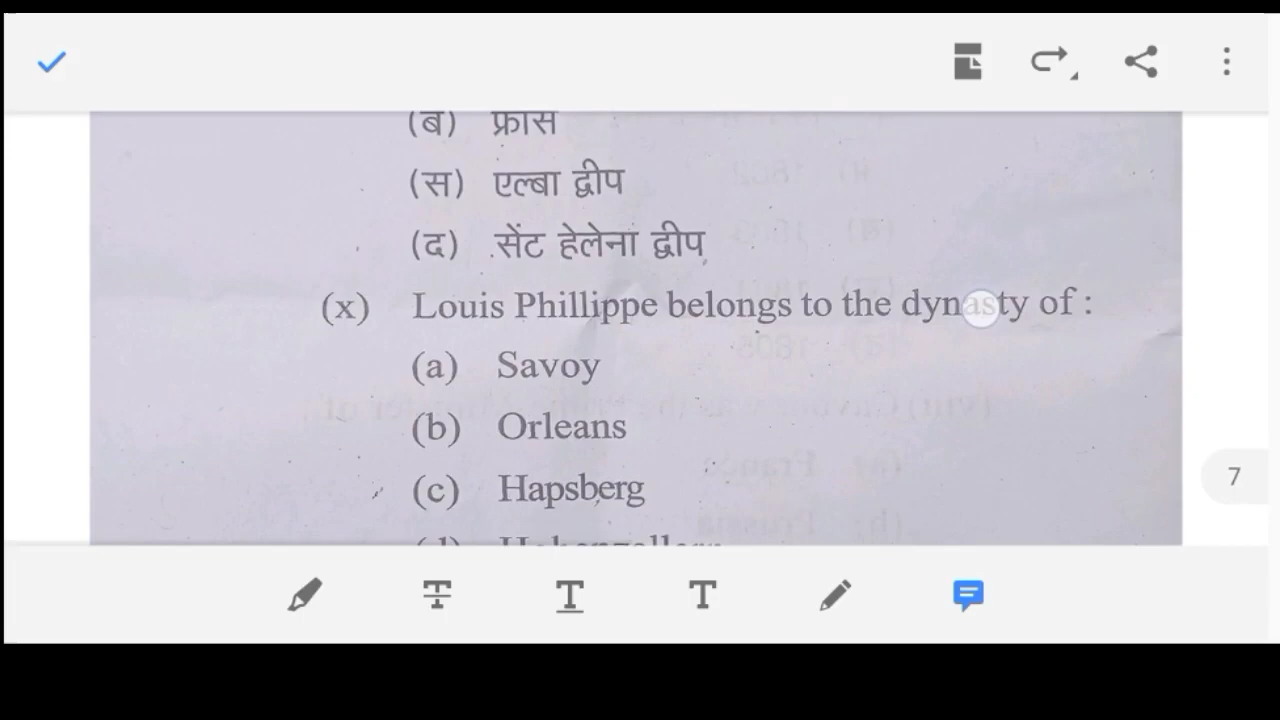 (ब) फ्रांस
(स) एल्बा द्वीप
(द) सेंट हेलेना द्वीप
(x) Louis Phillippe belongs to the dynasty of :
(a) Savoy
(b) Orleans
(c) Hapsberg
7